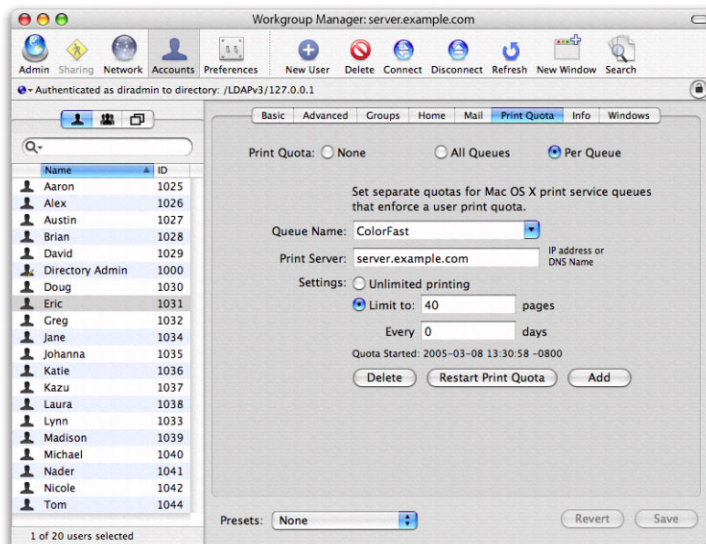 Workgroup Manager: server.example.com
Admin Sharing Network Accounts Preferences New User Delete Connect Disconnect Refresh New Window Search
Authenticated as diradmin to directory: /LDAPv3/127.0.0.1
Basic Advanced Groups Home Mail Print Quota Info Windows
Name ID
Aaron 1025
Alex 1026
Austin 1027
Brian 1028
David 1029
Directory Admin 1000
Doug 1030
Eric 1031
Greg 1032
Jane 1034
Johanna 1035
Katie 1036
Kazu 1037
Laura 1038
Lynn 1033
Madison 1039
Michael 1040
Nader 1041
Nicole 1042
Tom 1044
1 of 20 users selected
Print Quota: None All Queues Per Queue
Set separate quotas for Mac OS X print service queues
that enforce a user print quota.
Queue Name: ColorFast
Print Server: server.example.com IP address or
DNS Name
Settings: Unlimited printing
Limit to: 40 pages
Every 0 days
Quota Started: 2005-03-08 13:30:58 -0800
Delete Restart Print Quota Add
Presets: None Revert Save